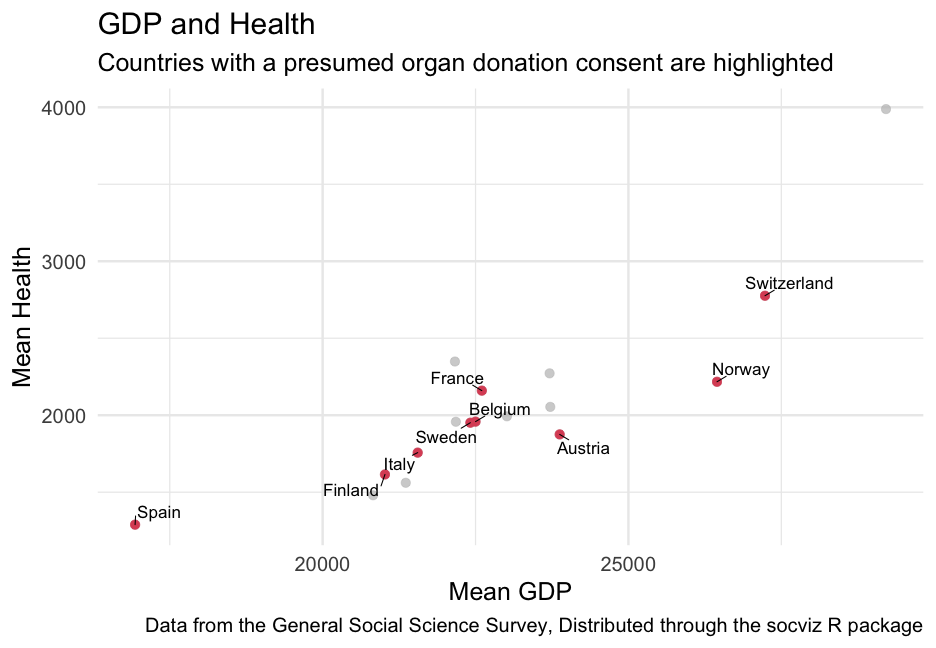 GDP and Health
Countries with a presumed organ donation consent are highlighted
4000
3000
2000
Mean Health
Switzerland
Norway
France
Belgium
Sweden
Austria
Italy
Finland
Spain
20000
25000
Mean GDP
Data from the General Social Science Survey, Distributed through the socviz R package